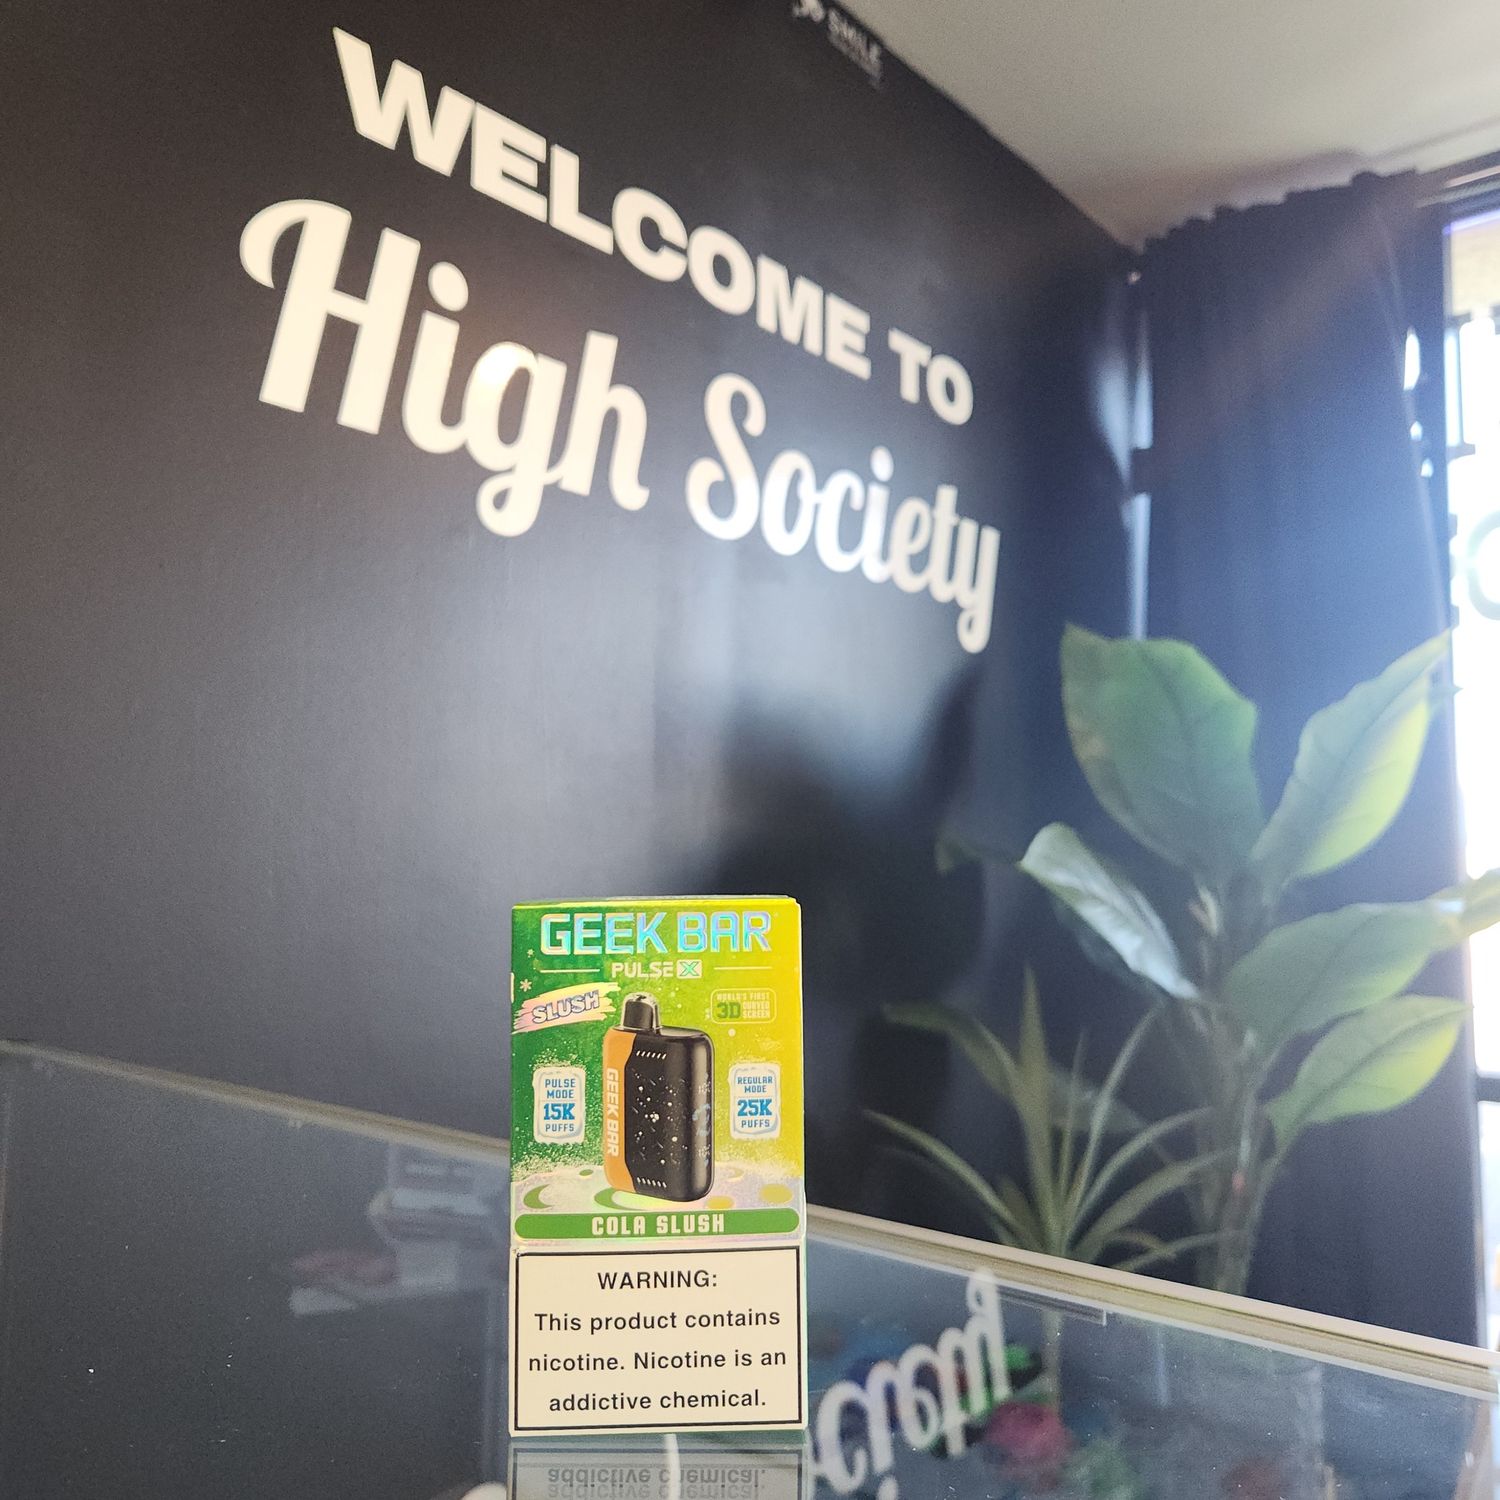 SMILE
WELCOME TO
High Society
GEEK BAR
PULSE X
SLUSH
WORLD'S FIRST
3D CURVED SCREEN
GEEK BAR
PULSE
MODE
15K
PUFFS
REGULAR
MODE
25K
PUFFS
COLA SLUSH
WARNING:
This product contains
nicotine. Nicotine is an
addictive chemical.